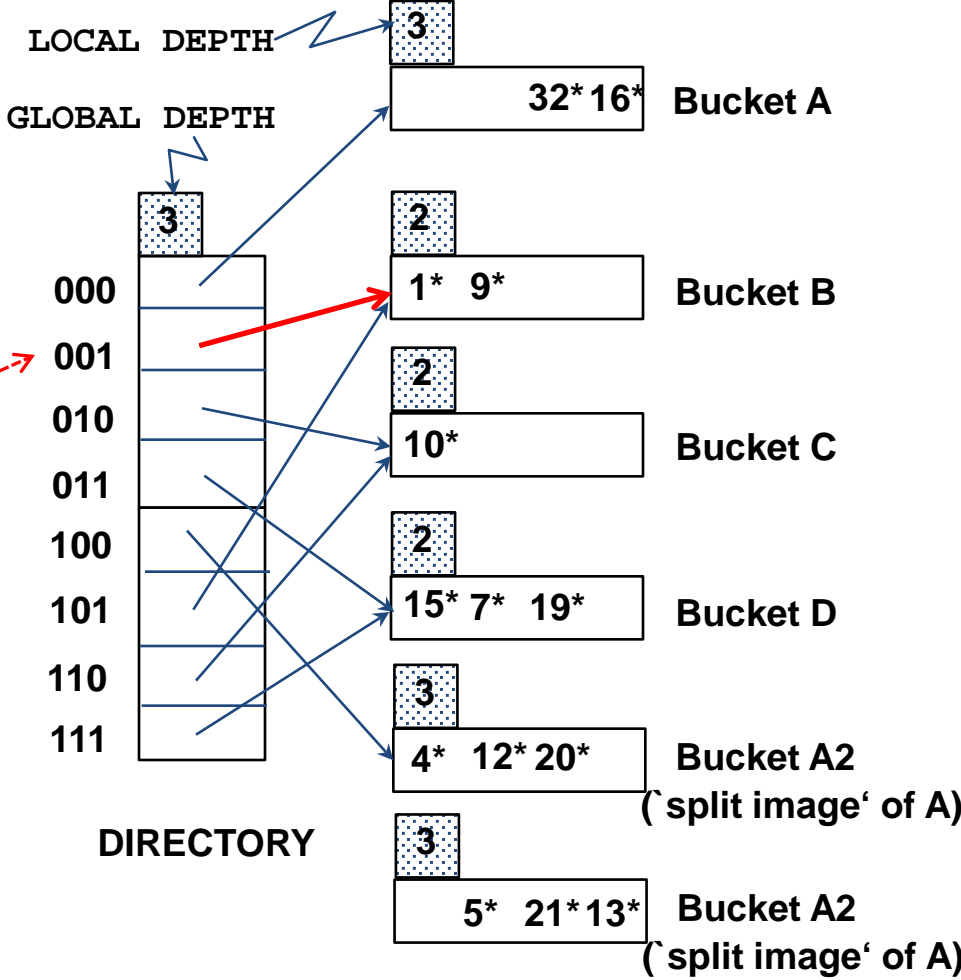 LOCAL DEPTH
3
32* 16*
Bucket A
GLOBAL DEPTH
3
2
1* 9*
Bucket B
2
10*
Bucket C
2
15* 7* 19*
Bucket D
3
4* 12* 20*
Bucket A2
(`split image‘ of A)
3
5* 21* 13*
Bucket A2
(`split image‘ of A)
000
001
010
011
100
101
110
111
DIRECTORY